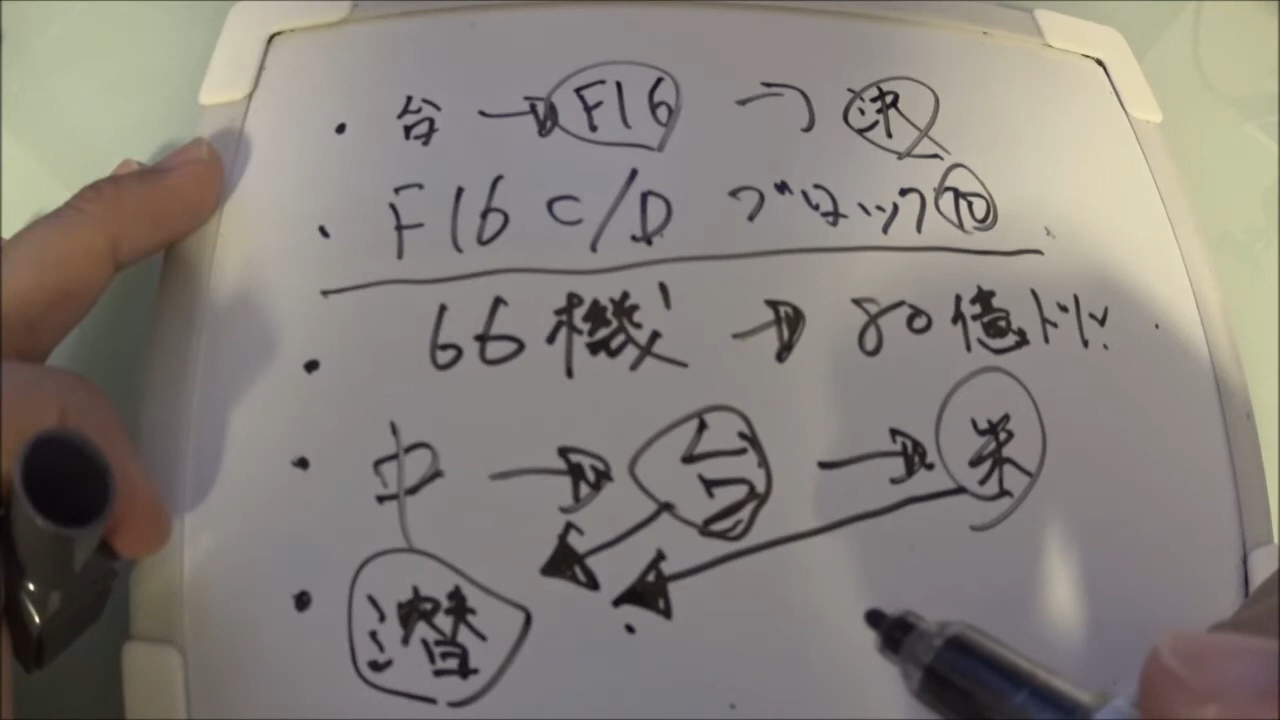 ・台→F16 → 決
・F16 C/D ブロック70
・66機→80億ドル
・中→台→米
・潜